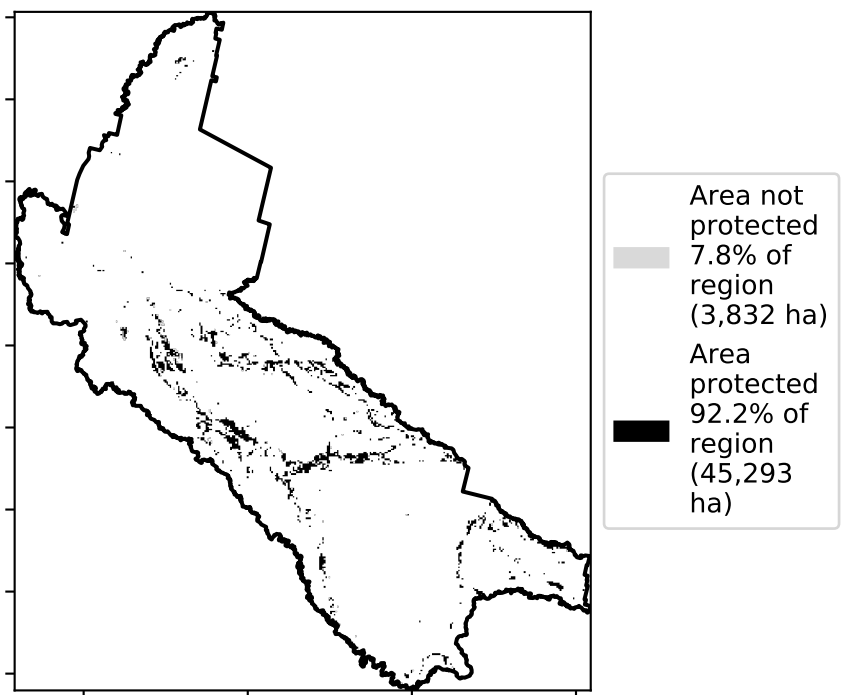 Area not
protected
7.8% of
region
(3,832 ha)
Area
protected
92.2% of
region
(45,293
ha)